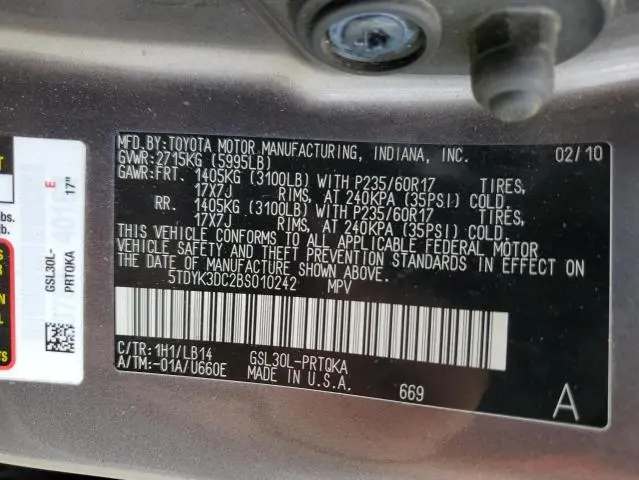 MFD.BY:TOYOTA MOTOR MANUFACTURING, INDIANA, INC. 02/10
GVWR:2715KG (5995LB)
GAWR:FRT. 1405KG (3100LB) WITH P235/60R17 TIRES,
17X7J RIMS, AT 240KPA (35PSI) COLD.
RR. 1405KG (3100LB) WITH P235/60R17 TIRES,
17X7J RIMS, AT 240KPA (35PSI) COLD.
THIS VEHICLE CONFORMS TO ALL APPLICABLE FEDERAL MOTOR
VEHICLE SAFETY AND THEFT PREVENTION STANDARDS IN EFFECT ON
THE DATE OF MANUFACTURE SHOWN ABOVE.
5TDYK3DC2BS010242 MPV
C/TR:1H1/LB14 GSL30L-PRTQKA
A/TM:-01A/U660E MADE IN U.S.A.
669 A
GSL30L-
PRTQKA
E
17"
bs.
b.